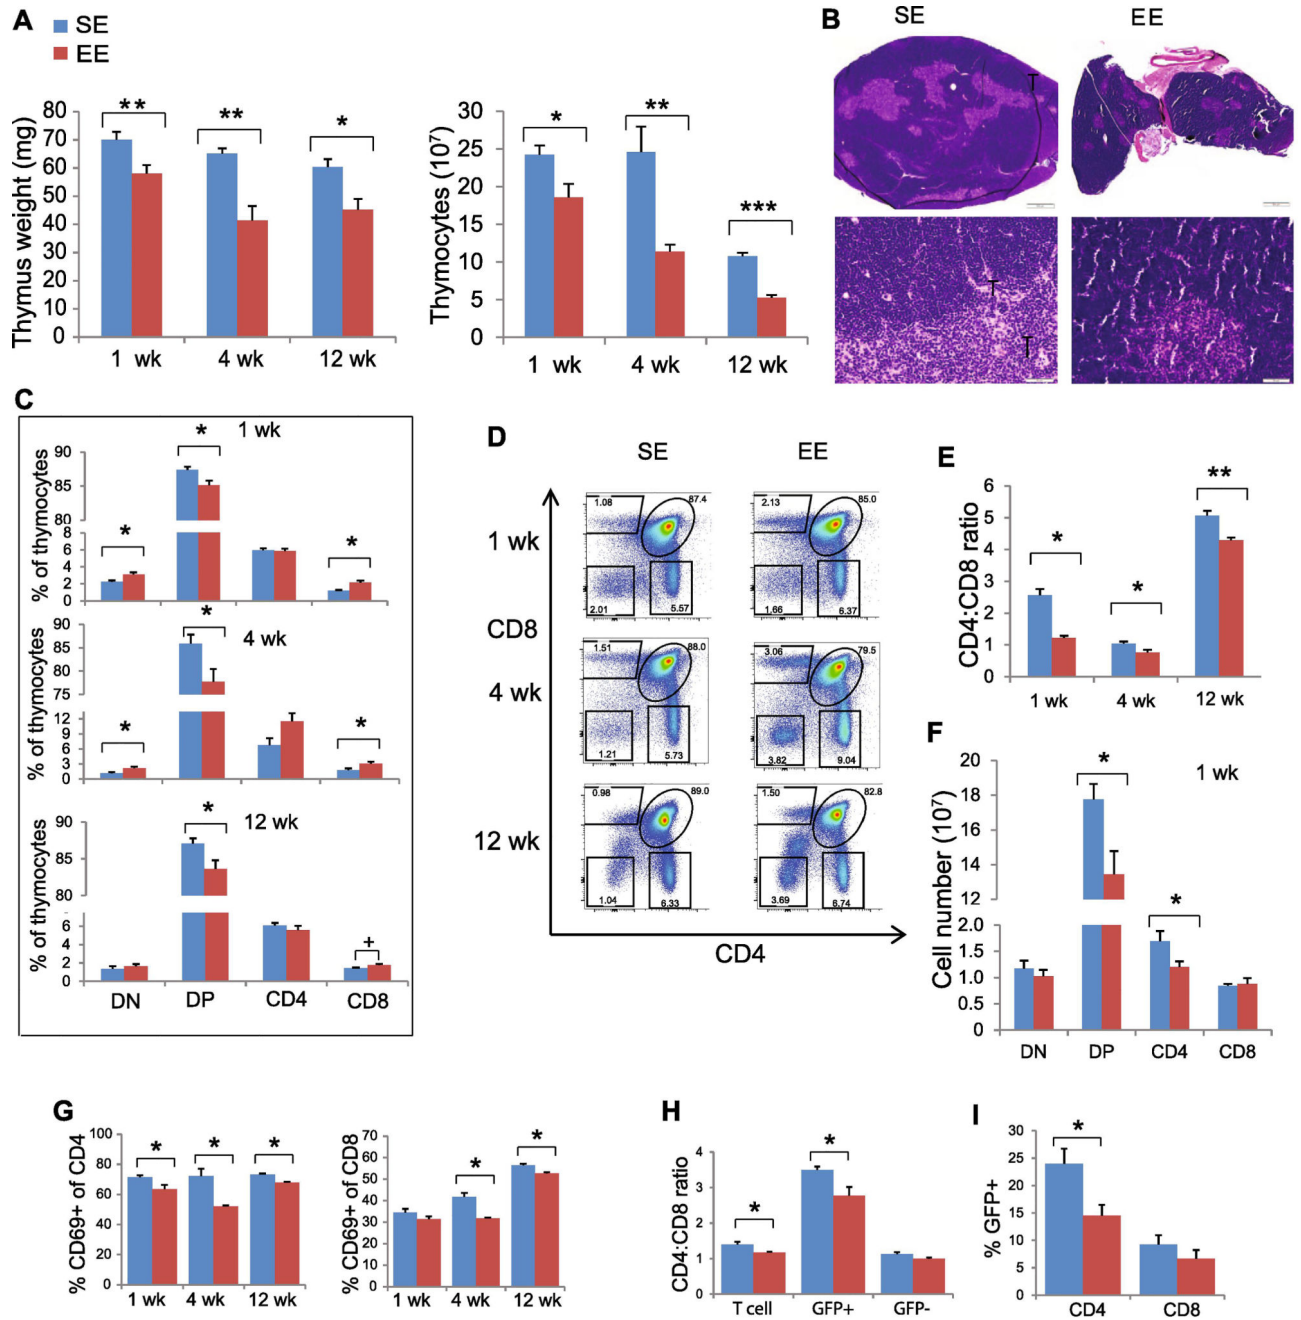 A
SE
EE
Thymus weight (mg)
80
70
60
50
40
30
20
10
0
**
**
*
1 wk
4 wk
12 wk
Thymocytes (10⁷)
30
25
20
15
10
5
0
*
**
***
1 wk
4 wk
12 wk
B
SE
EE
T
T
T
C
1 wk
% of thymocytes
90
85
80
6
4
2
0
*
*
*
4 wk
% of thymocytes
90
85
80
75
12
9
6
3
0
*
*
*
12 wk
% of thymocytes
90
85
80
6
4
2
0
*
+
DN
DP
CD4
CD8
D
SE
EE
1 wk
1.08
87.4
2.01
5.57
2.13
85.0
1.66
6.37
CD8
4 wk
1.51
88.0
1.21
5.73
3.06
79.5
3.82
9.04
12 wk
0.98
89.0
1.04
6.33
1.50
82.8
3.69
6.74
CD4
E
CD4:CD8 ratio
6
5
4
3
2
1
0
*
*
**
1 wk
4 wk
12 wk
F
1 wk
Cell number (10⁷)
20
18
16
14
12
2.0
1.5
1.0
0.5
0
*
*
DN
DP
CD4
CD8
G
% CD69+ of CD4
100
80
60
40
20
0
*
*
*
1 wk
4 wk
12 wk
% CD69+ of CD8
70
60
50
40
30
20
10
0
*
*
1 wk
4 wk
12 wk
H
CD4:CD8 ratio
4
3
2
1
0
*
*
T cell
GFP+
GFP-
I
% GFP+
30
25
20
15
10
5
0
*
CD4
CD8